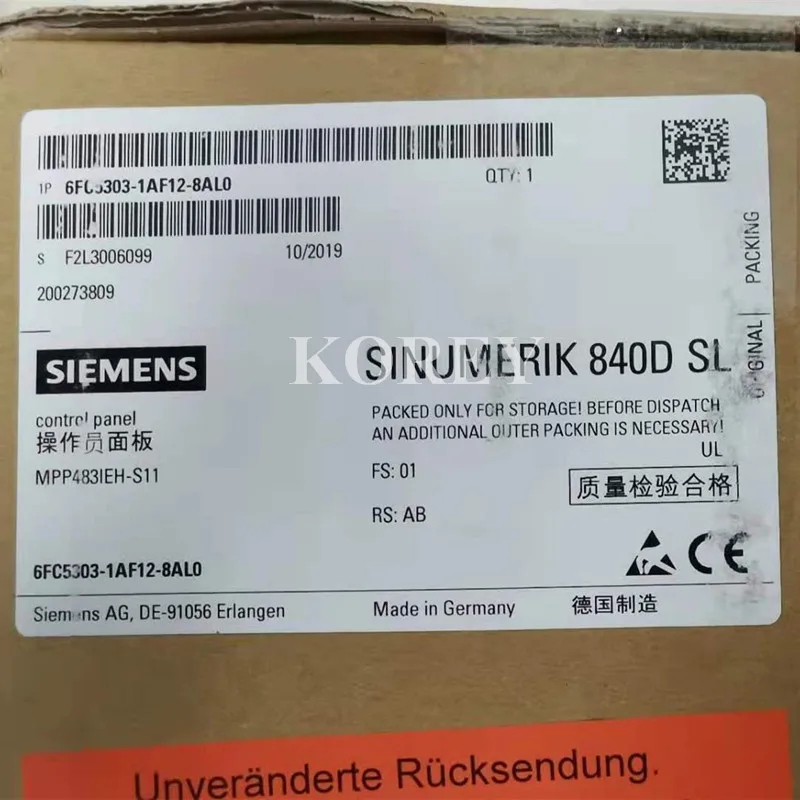 1P 6FC5303-1AF12-8AL0
QTY: 1
S F2L3006099 10/2019
200273809
ORIGINAL PACKING
SIEMENS
KOREY
SINUMERIK 840D SL
control panel
操作员面板
MPP483IEH-S11
PACKED ONLY FOR STORAGE! BEFORE DISPATCH
AN ADDITIONAL OUTER PACKING IS NECESSARY!
UL
FS: 01
质量检验合格
RS: AB
CE
6FC5303-1AF12-8AL0
Siemens AG, DE-91056 Erlangen
Made in Germany
德国制造
Unveränderte Rücksendung.